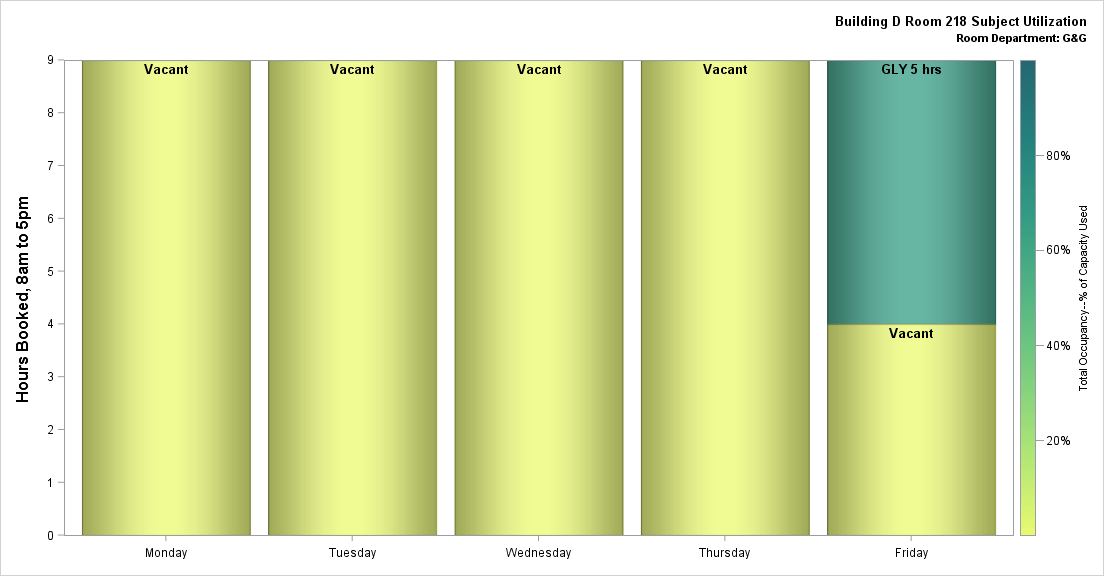 Building D Room 218 Subject Utilization
Room Department: G&G
Hours Booked, 8am to 5pm
9
8
7
6
5
4
3
2
1
0
Vacant
Vacant
Vacant
Vacant
GLY 5 hrs
Vacant
Monday
Tuesday
Wednesday
Thursday
Friday
80%
60%
40%
20%
Total Occupancy--% of Capacity Used